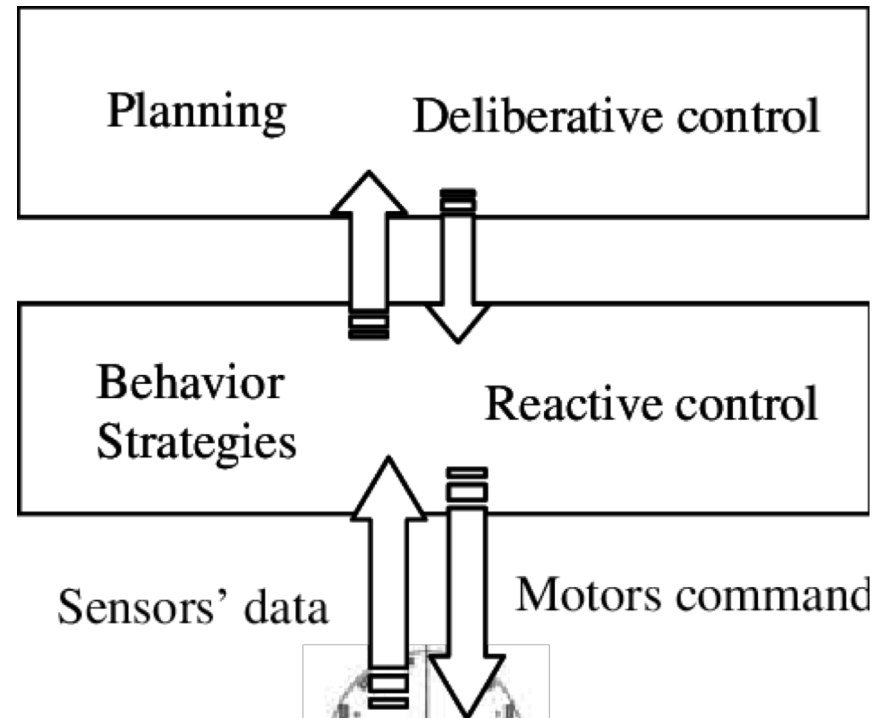 Planning
Deliberative control
Behavior
Strategies
Reactive control
Sensors’ data
Motors command